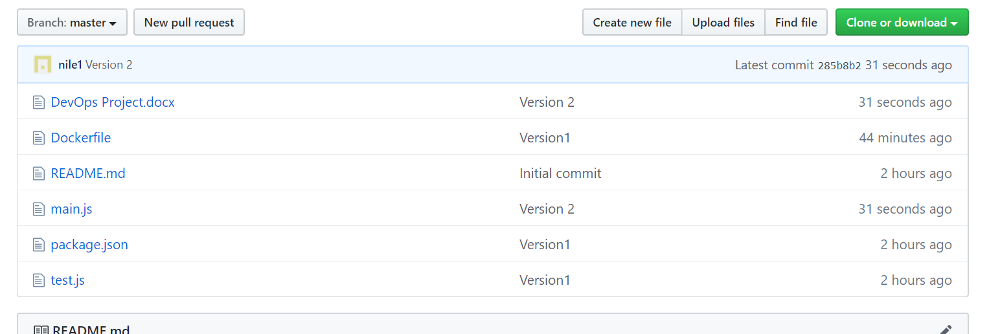 Branch: master New pull request Create new file Upload files Find file Clone or download
nile1 Version 2 Latest commit 285b8b2 31 seconds ago
DevOps Project.docx Version 2 31 seconds ago
Dockerfile Version1 44 minutes ago
README.md Initial commit 2 hours ago
main.js Version 2 31 seconds ago
package.json Version1 2 hours ago
test.js Version1 2 hours ago
README.md